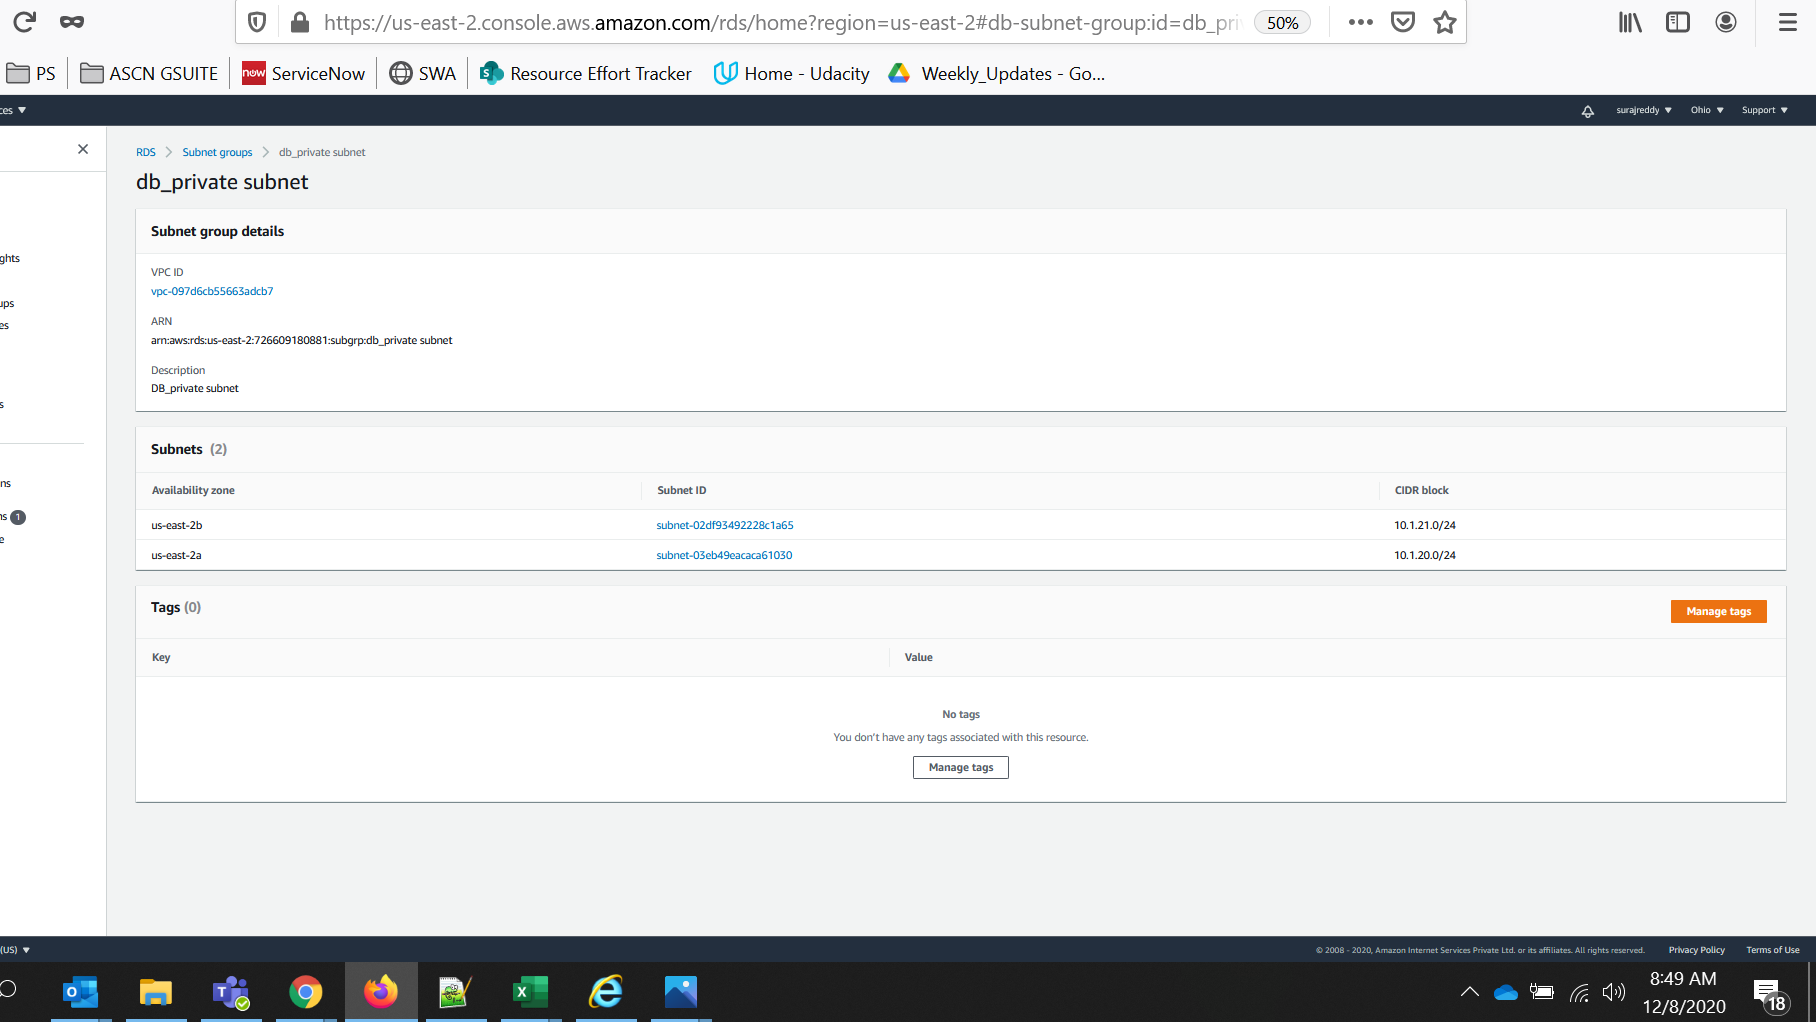 https://us-east-2.console.aws.amazon.com/rds/home?region=us-east-2#db-subnet-group:id=db_pri
50%
PS
ASCN GSUITE
now ServiceNow
SWA
Resource Effort Tracker
Home - Udacity
Weekly_Updates - Go...
ces
surajreddy
Ohio
Support
RDS
Subnet groups
db_private subnet
db_private subnet
Subnet group details
ghts
VPC ID
vpc-097d6cb55663adcb7
ups
ARN
es
arn:aws:rds:us-east-2:726609180881:subgrp:db_private subnet
Description
DB_private subnet
s
Subnets (2)
ns
Availability zone
Subnet ID
CIDR block
ns 1
us-east-2b
subnet-02df93492228c1a65
10.1.21.0/24
e
us-east-2a
subnet-03eb49eacaca61030
10.1.20.0/24
Tags (0)
Manage tags
Key
Value
No tags
You don't have any tags associated with this resource.
Manage tags
(US)
© 2008 - 2020, Amazon Internet Services Private Ltd. or its affiliates. All rights reserved.
Privacy Policy
Terms of Use
8:49 AM
12/8/2020
18